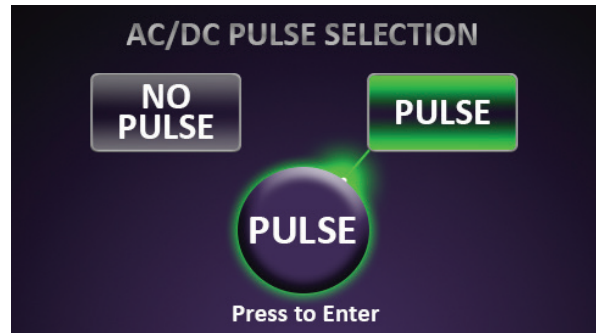 AC/DC PULSE SELECTION
NO
PULSE
PULSE
PULSE
Press to Enter